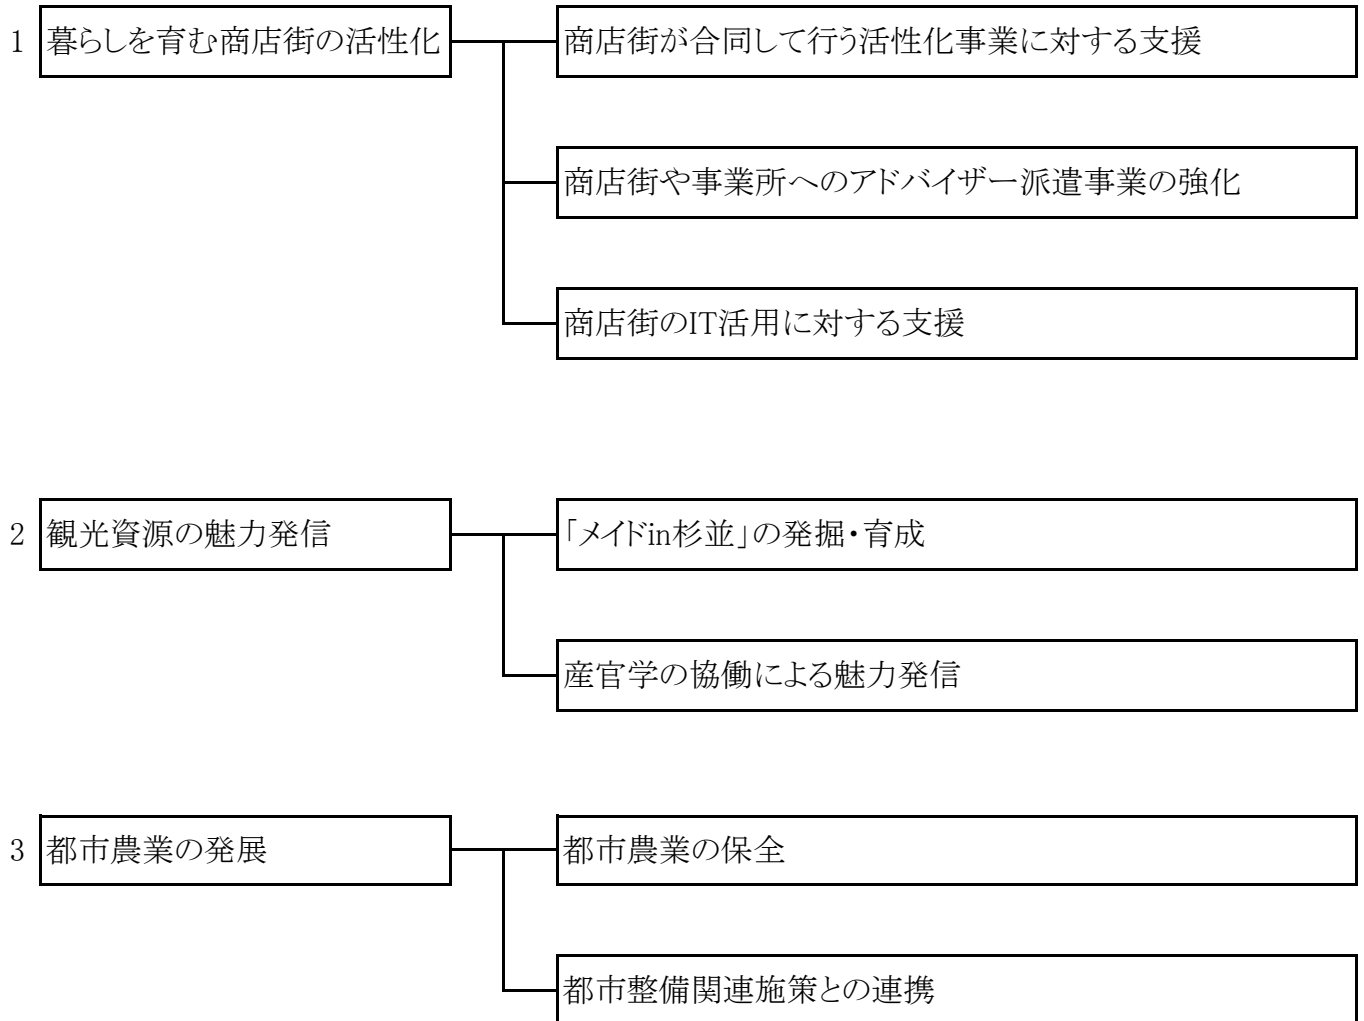 1 暮らしを育む商店街の活性化
商店街が合同して行う活性化事業に対する支援
商店街や事業所へのアドバイザー派遣事業の強化
商店街のIT活用に対する支援
2 観光資源の魅力発信
「メイドin杉並」の発掘・育成
産官学の協働による魅力発信
3 都市農業の発展
都市農業の保全
都市整備関連施策との連携